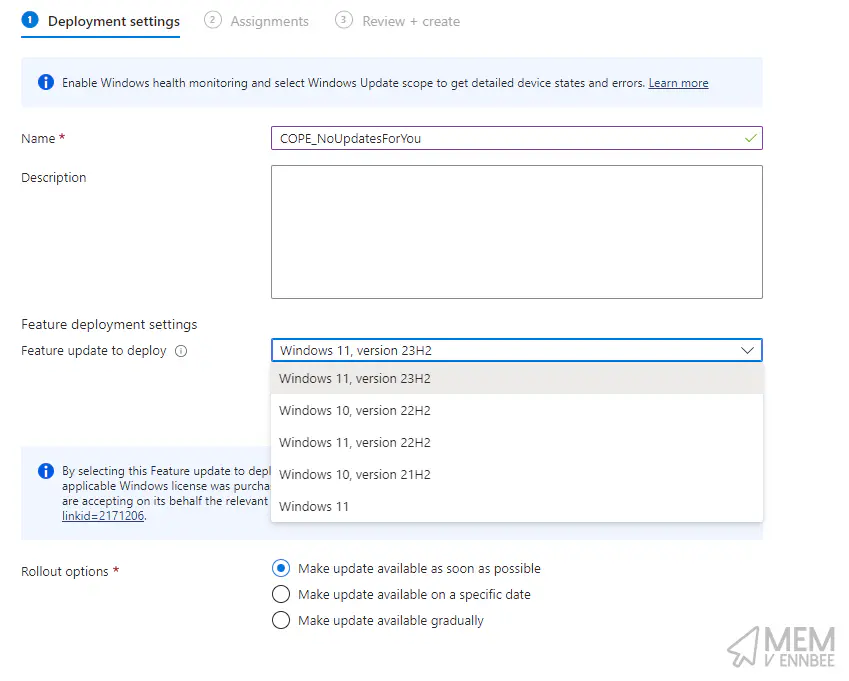 1 Deployment settings 2 Assignments 3 Review + create
Enable Windows health monitoring and select Windows Update scope to get detailed device states and errors. Learn more
Name * COPE_NoUpdatesForYou
Description
Feature deployment settings
Feature update to deploy Windows 11, version 23H2
Windows 11, version 23H2
Windows 10, version 22H2
Windows 11, version 22H2
Windows 10, version 21H2
Windows 11
By selecting this Feature update to depl
applicable Windows license was purcha
are accepting on its behalf the relevant
linkid=2171206.
Rollout options * Make update available as soon as possible
Make update available on a specific date
Make update available gradually
MEM
V ENNBEE